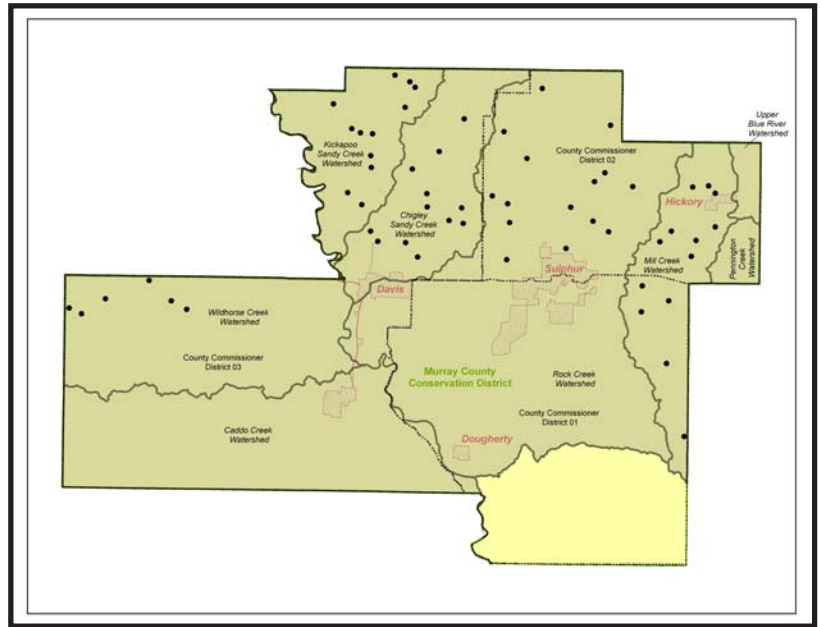 Upper
Blue River
Watershed
Kickapoo
Sandy Creek
Watershed
County Commissioner
District 02
Hickory
Chigley
Sandy Creek
Watershed
Mill Creek
Watershed
Pennington
Creek
Watershed
Sulphur
Davis
Wildhorse Creek
Watershed
County Commissioner
District 03
Murray County
Conservation District
Rock Creek
Watershed
County Commissioner
District 01
Caddo Creek
Watershed
Dougherty